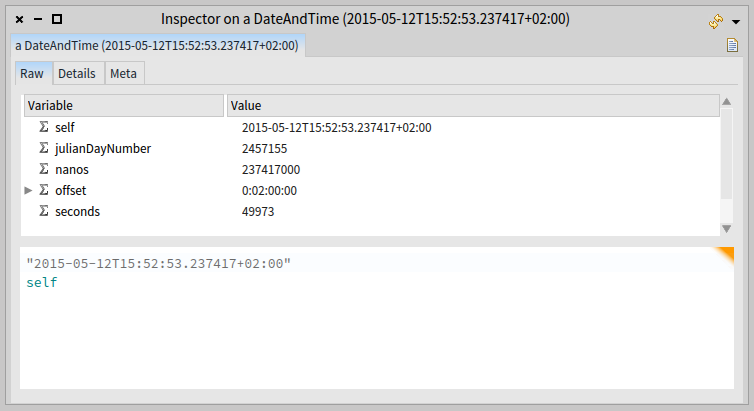 Inspector on a DateAndTime (2015-05-12T15:52:53.237417+02:00)
a DateAndTime (2015-05-12T15:52:53.237417+02:00)
Raw Details Meta
Variable Value
Σ self 2015-05-12T15:52:53.237417+02:00
Σ julianDayNumber 2457155
Σ nanos 237417000
Σ offset 0:02:00:00
Σ seconds 49973
"2015-05-12T15:52:53.237417+02:00"
self